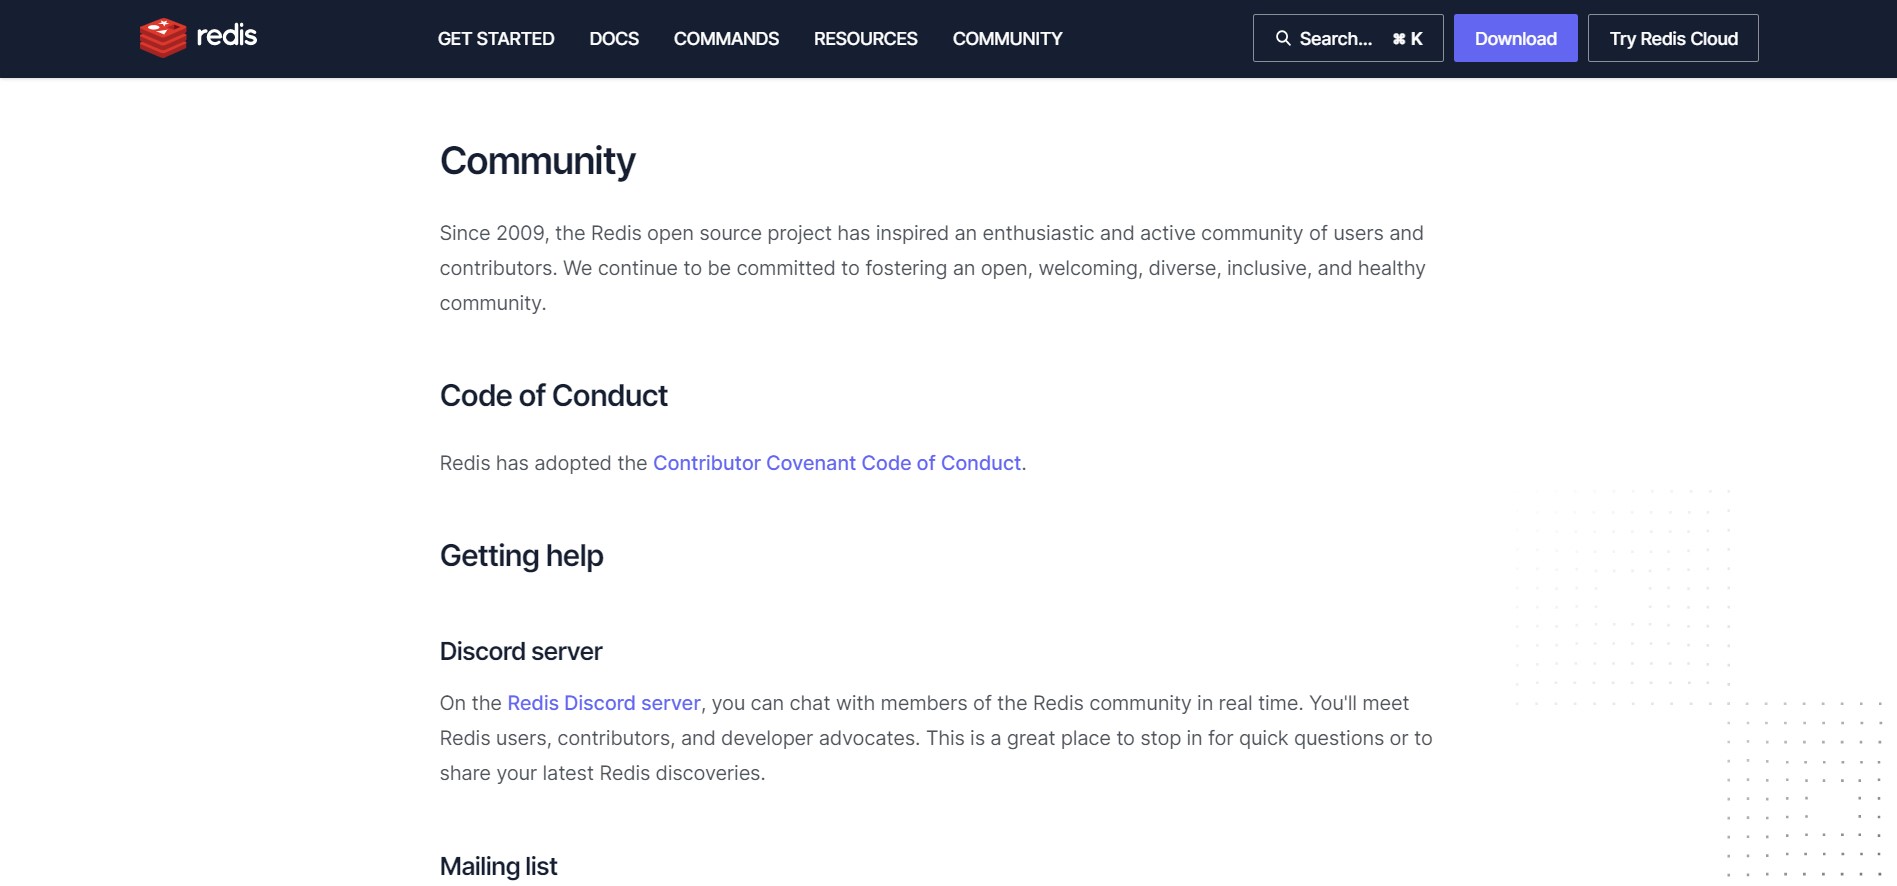 redis
GET STARTED
DOCS
COMMANDS
RESOURCES
COMMUNITY
Search... ⌘ K
Download
Try Redis Cloud
Community
Since 2009, the Redis open source project has inspired an enthusiastic and active community of users and
contributors. We continue to be committed to fostering an open, welcoming, diverse, inclusive, and healthy
community.
Code of Conduct
Redis has adopted the Contributor Covenant Code of Conduct.
Getting help
Discord server
On the Redis Discord server, you can chat with members of the Redis community in real time. You'll meet
Redis users, contributors, and developer advocates. This is a great place to stop in for quick questions or to
share your latest Redis discoveries.
Mailing list